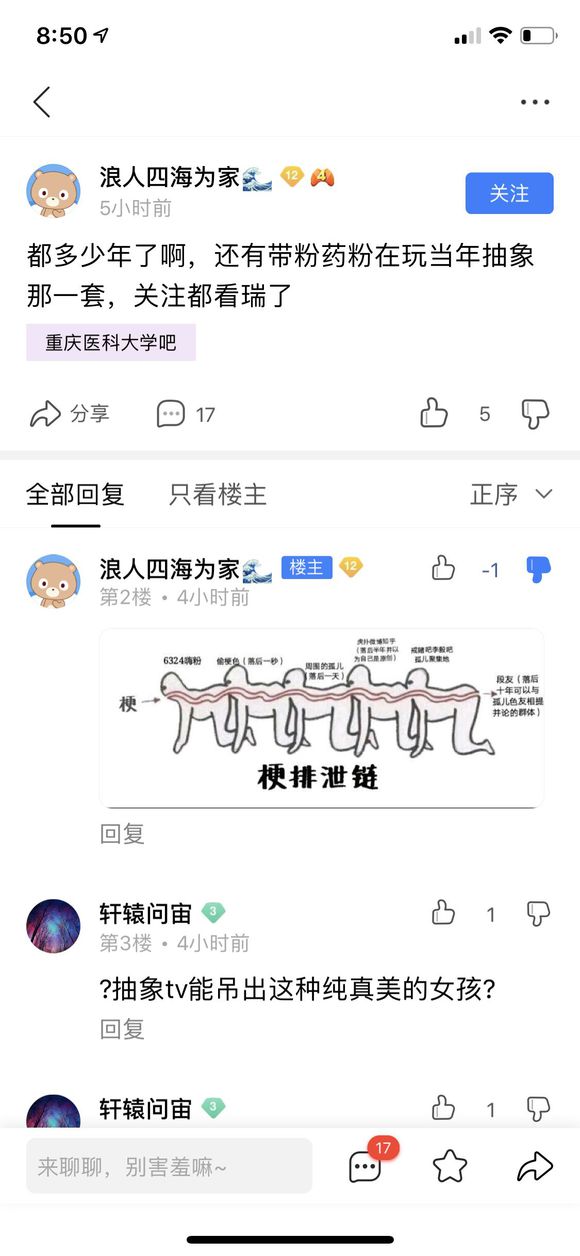 8:50
浪人四海为家 12 4
5小时前
关注
都多少年了啊，还有带粉药粉在玩当年抽象
那一套，关注都看瑞了
重庆医科大学吧
分享 17 5
全部回复 只看楼主 正序
浪人四海为家 楼主 12 -1
第2楼 • 4小时前
6324嗨粉
偷梗色（落后一秒）
周围的孤儿
（落后一天）
虎扑微博知乎
（落后半年并以
为自己是原创）
戒赌吧李毅吧
孤儿聚集地
段友（落后
十年可以与
孤儿色友相提
并论的群体）
梗
梗排泄链
回复
轩辕问宙 3 1
第3楼 • 4小时前
?抽象tv能吊出这种纯真美的女孩?
回复
轩辕问宙 3 1
来聊聊，别害羞嘛~ 17